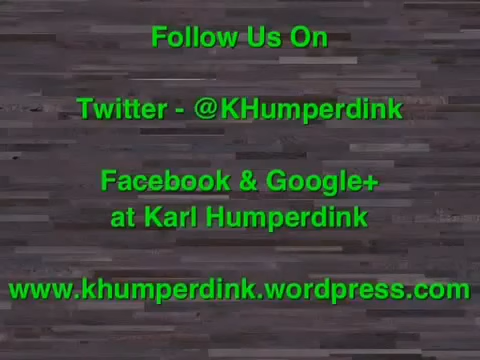 Follow Us On
Twitter - @KHumperdink
Facebook & Google+
at Karl Humperdink
www.khumperdink.wordpress.com